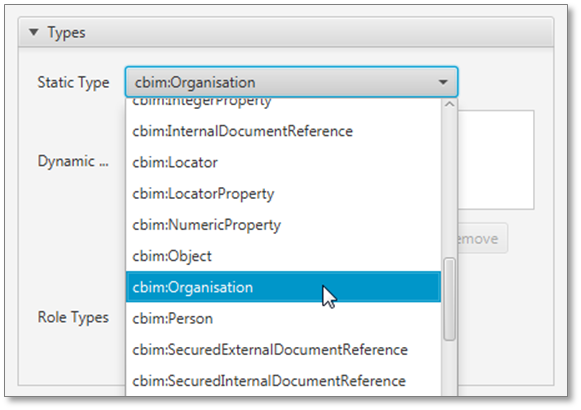 Types
Static Type
cbim:Organisation
cbim:IntegerProperty
cbim:InternalDocumentReference
Dynamic ...
cbim:Locator
cbim:LocatorProperty
cbim:NumericProperty
emove
cbim:Object
cbim:Organisation
Role Types
cbim:Person
cbim:SecuredExternalDocumentReference
cbim:SecuredInternalDocumentReference